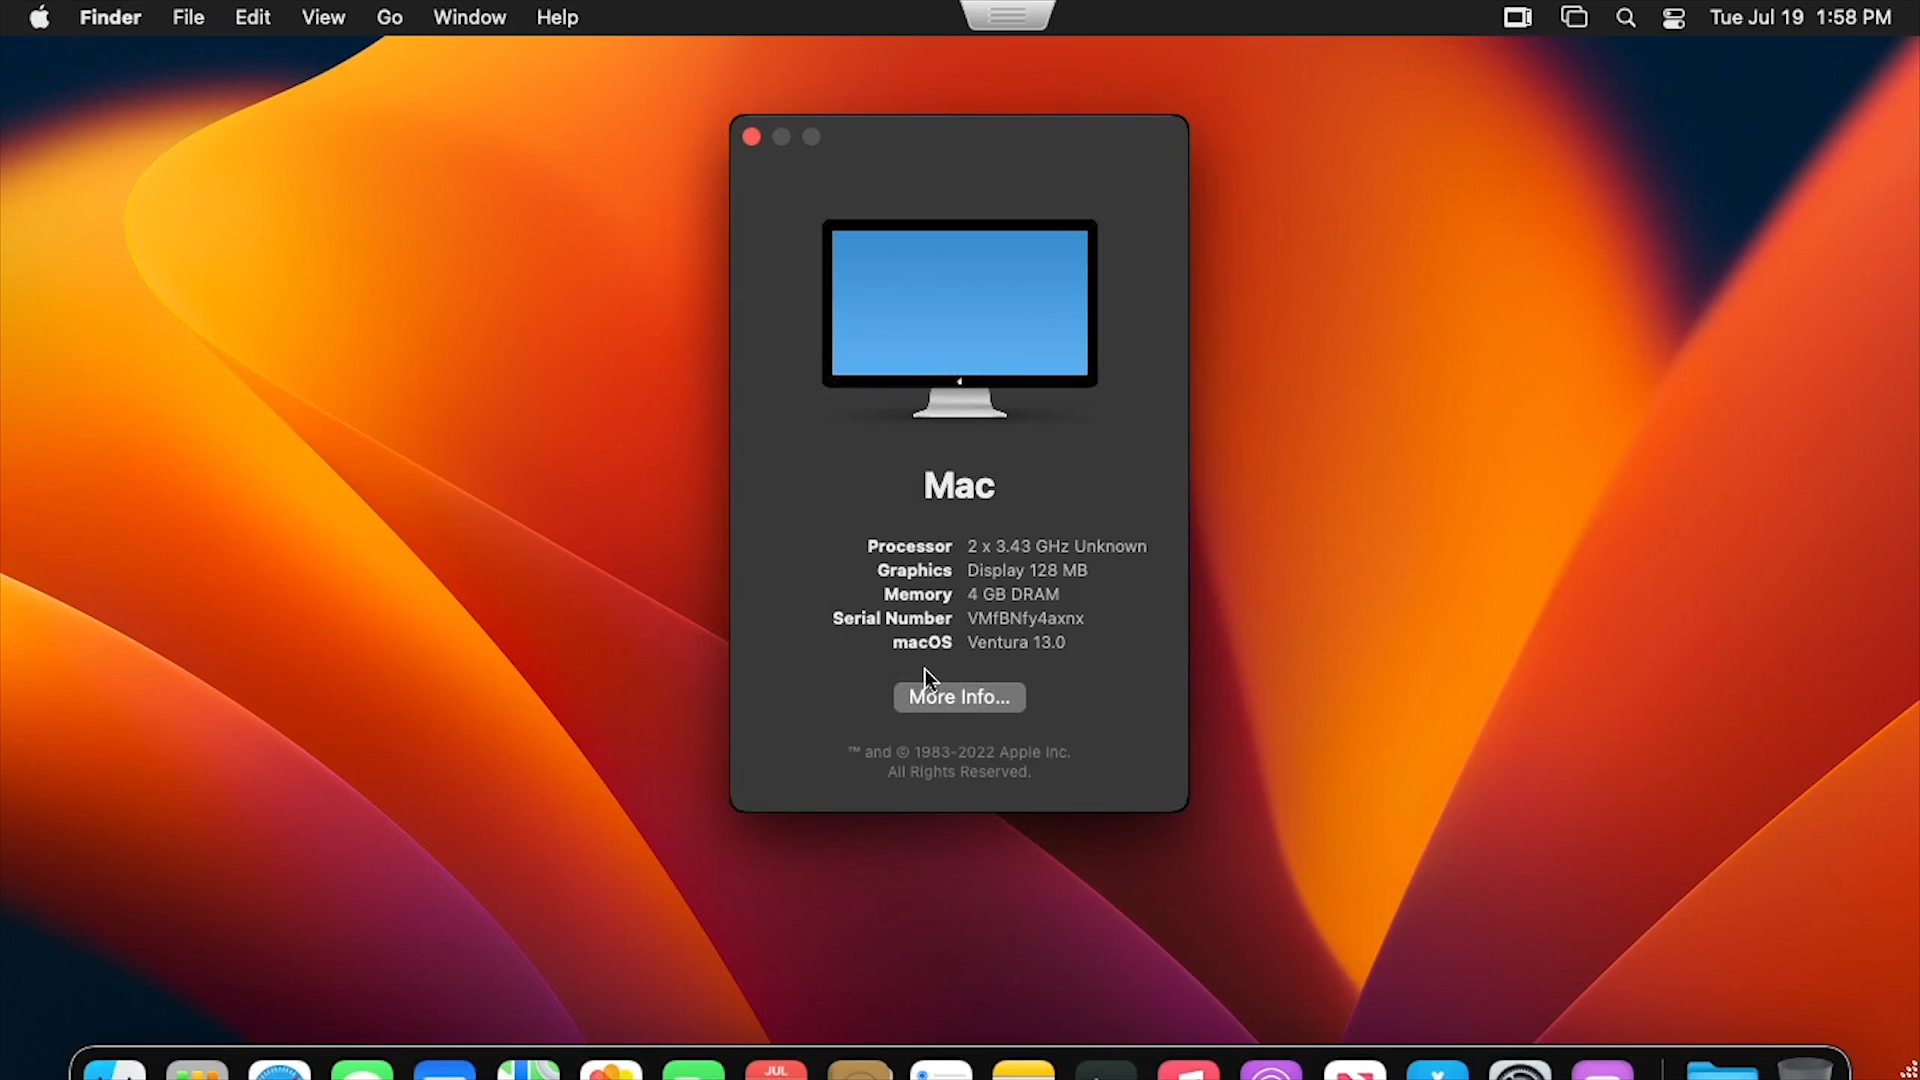 Finder File Edit View Go Window Help Tue Jul 19 1:58 PM
Mac
Processor 2 x 3.43 GHz Unknown
Graphics Display 128 MB
Memory 4 GB DRAM
Serial Number VMfBNfy4axnx
macOS Ventura 13.0
More Info...
™ and © 1983-2022 Apple Inc.
All Rights Reserved.
JUL